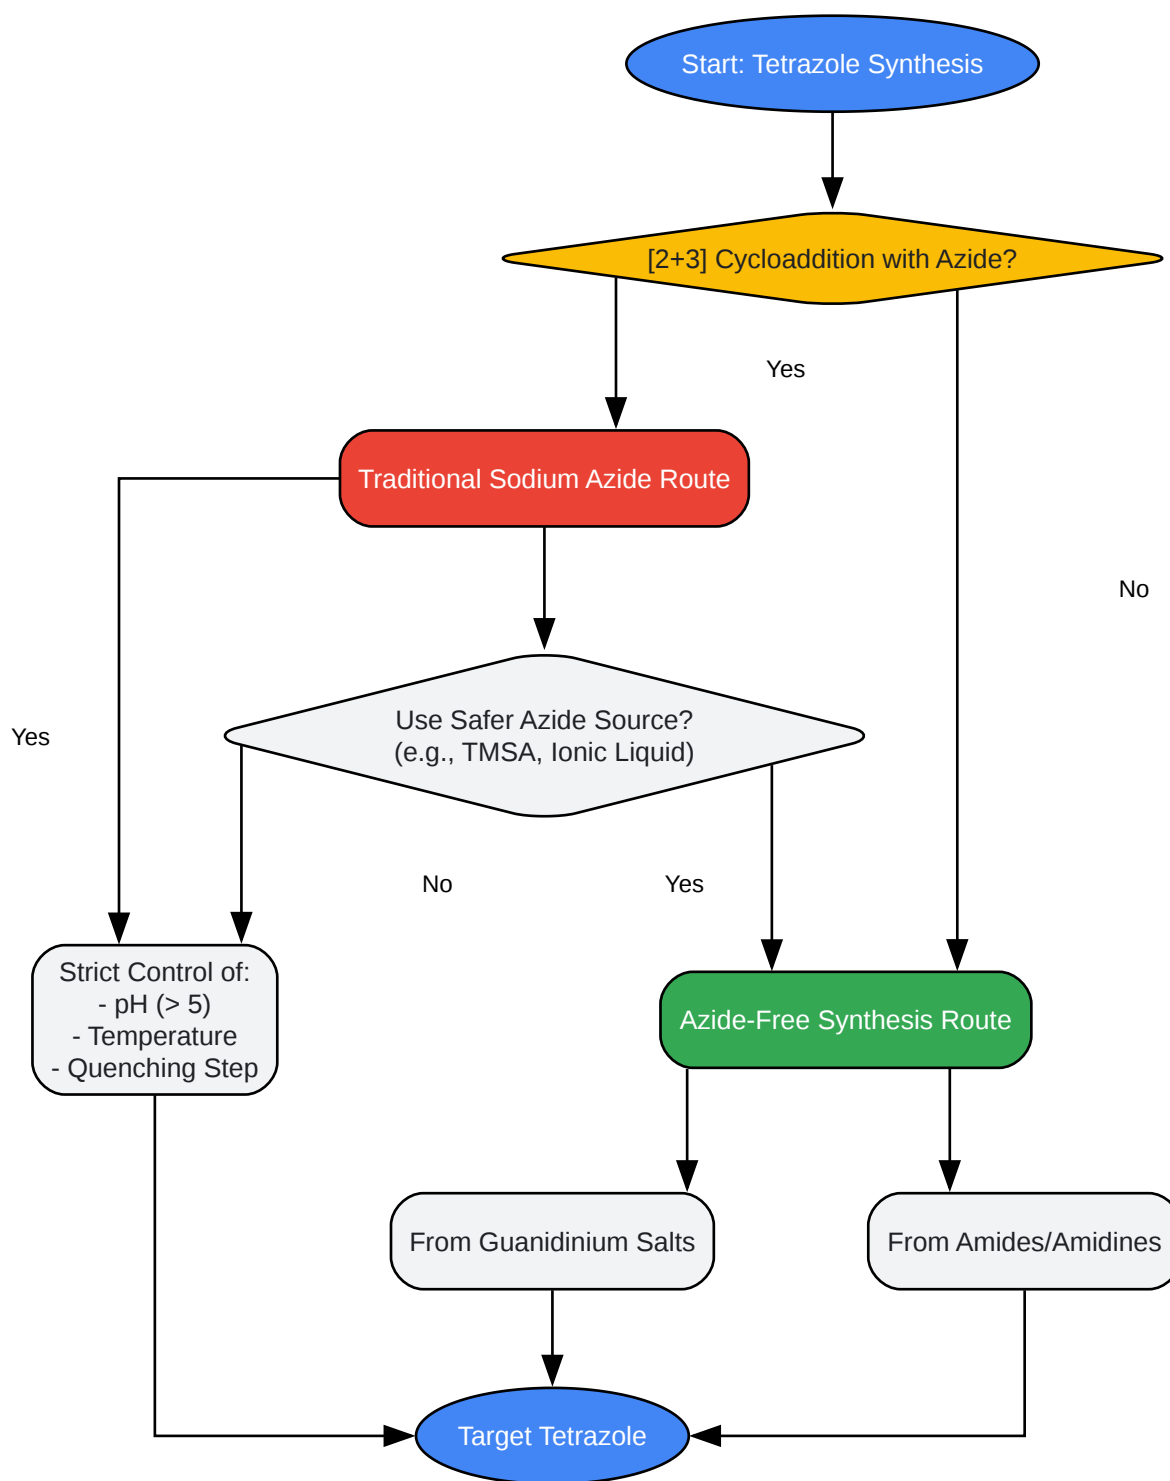 Start: Tetrazole Synthesis
[2+3] Cycloaddition with Azide?
Yes
Traditional Sodium Azide Route
No
Use Safer Azide Source?
(e.g., TMSA, Ionic Liquid)
Yes
No
Yes
Strict Control of:
- pH (> 5)
- Temperature
- Quenching Step
Azide-Free Synthesis Route
From Guanidinium Salts
From Amides/Amidines
Target Tetrazole